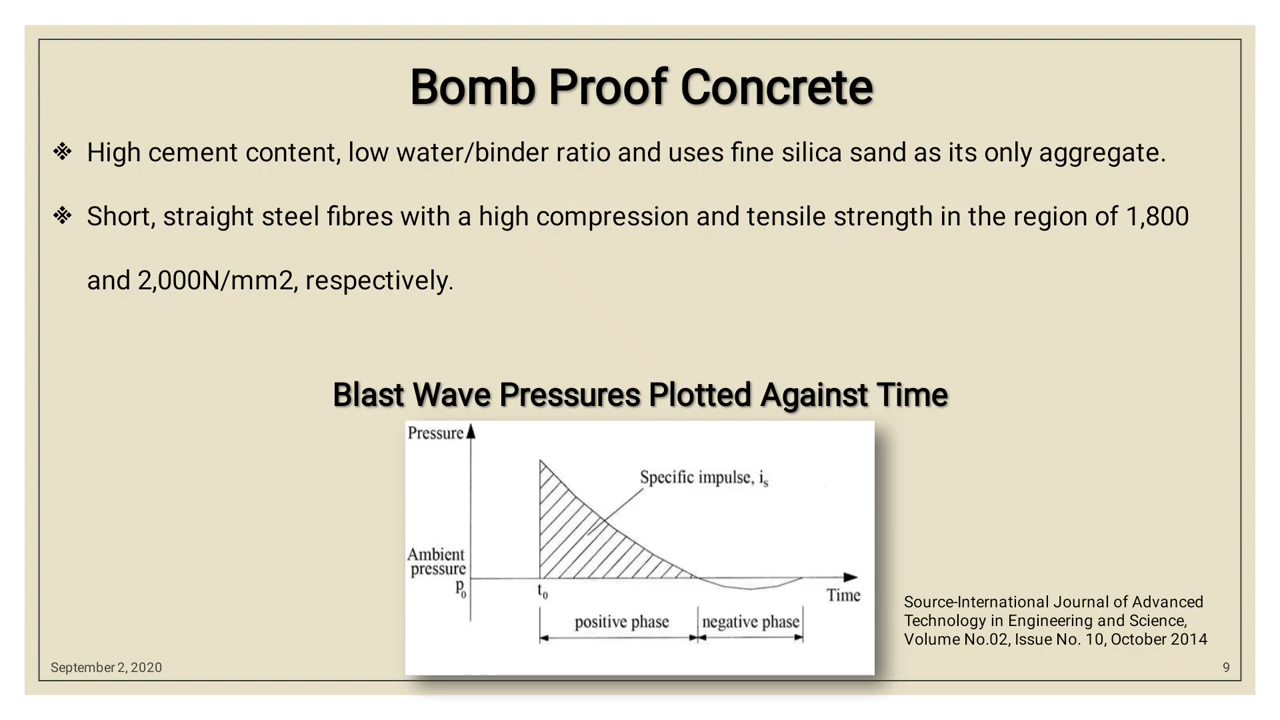 Bomb Proof Concrete
❖ High cement content, low water/binder ratio and uses fine silica sand as its only aggregate.
❖ Short, straight steel fibres with a high compression and tensile strength in the region of 1,800
and 2,000N/mm2, respectively.
Blast Wave Pressures Plotted Against Time
Pressure
Specific impulse, iₛ
Ambient
pressure
p₀
t₀
Time
positive phase
negative phase
Source-International Journal of Advanced
Technology in Engineering and Science,
Volume No.02, Issue No. 10, October 2014
September 2, 2020
9